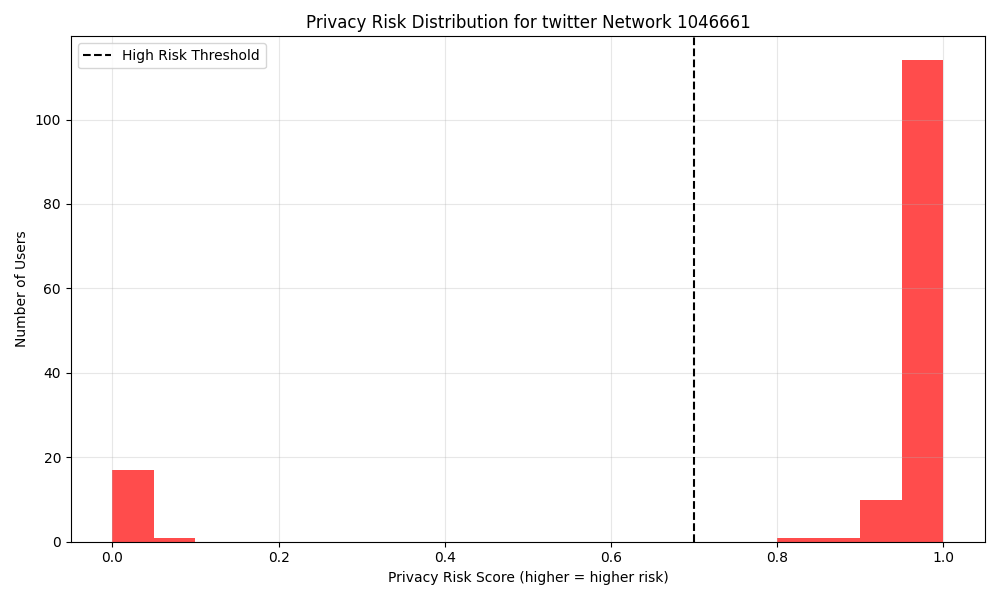 Privacy Risk Distribution for twitter Network 1046661
High Risk Threshold
Number of Users
100
80
60
40
20
0
0.0 0.2 0.4 0.6 0.8 1.0
Privacy Risk Score (higher = higher risk)